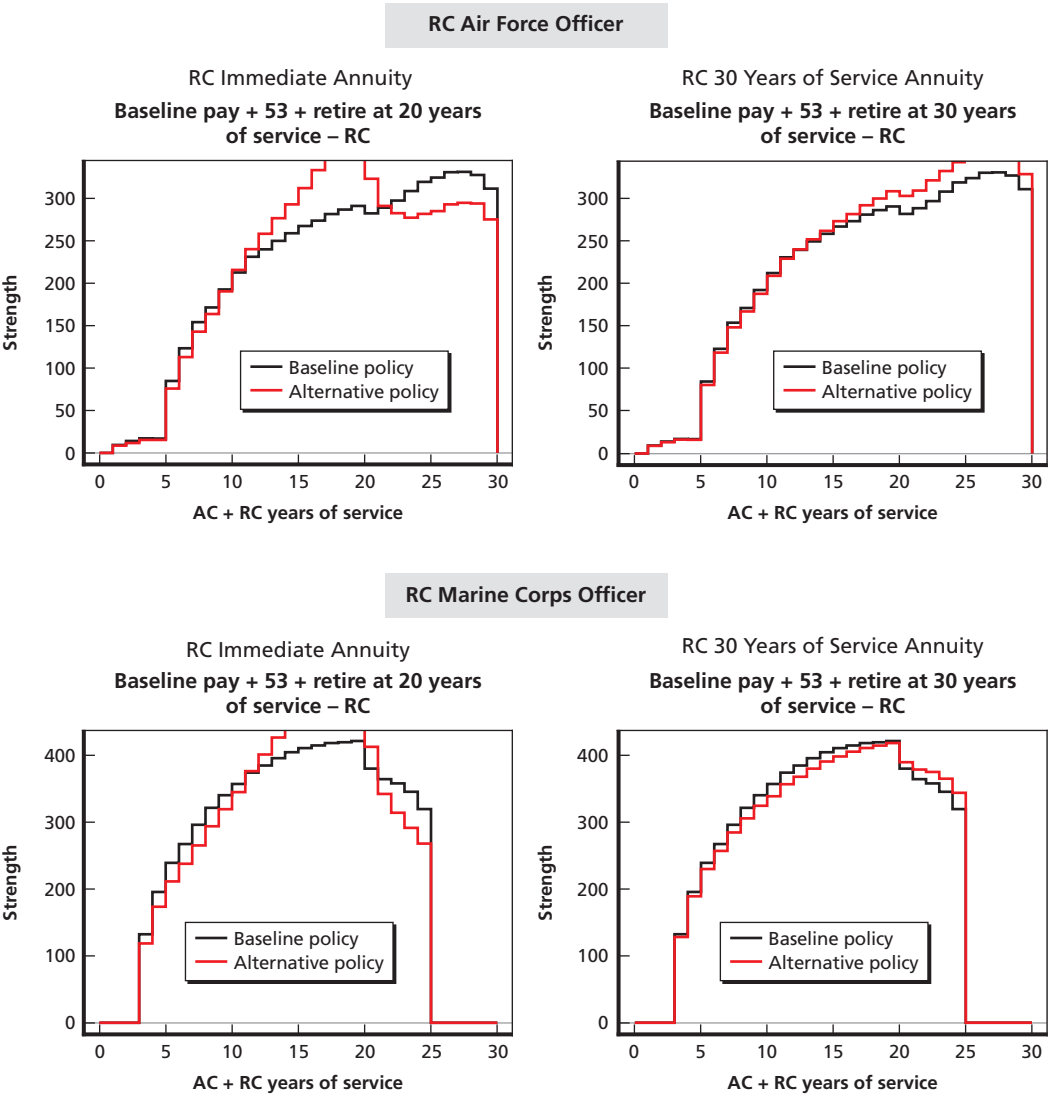 RC Air Force Officer
RC Immediate Annuity
Baseline pay + 53 + retire at 20 years
of service – RC
Strength
300
250
200
150
100
50
0
Baseline policy
Alternative policy
0 5 10 15 20 25 30
AC + RC years of service
RC 30 Years of Service Annuity
Baseline pay + 53 + retire at 30 years
of service – RC
Strength
300
250
200
150
100
50
0
Baseline policy
Alternative policy
0 5 10 15 20 25 30
AC + RC years of service
RC Marine Corps Officer
RC Immediate Annuity
Baseline pay + 53 + retire at 20 years
of service – RC
Strength
400
300
200
100
0
Baseline policy
Alternative policy
0 5 10 15 20 25 30
AC + RC years of service
RC 30 Years of Service Annuity
Baseline pay + 53 + retire at 30 years
of service – RC
Strength
400
300
200
100
0
Baseline policy
Alternative policy
0 5 10 15 20 25 30
AC + RC years of service